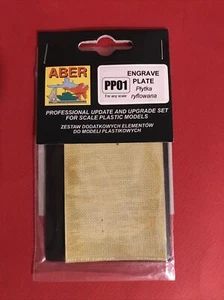 ABER
PP01
For any scale
ENGRAVE
PLATE
Płytka
ryflowana
PROFESSIONAL UPDATE AND UPGRADE SET
FOR SCALE PLASTIC MODELS
ZESTAW DODATKOWYCH ELEMENTÓW
DO MODELI PLASTIKOWYCH